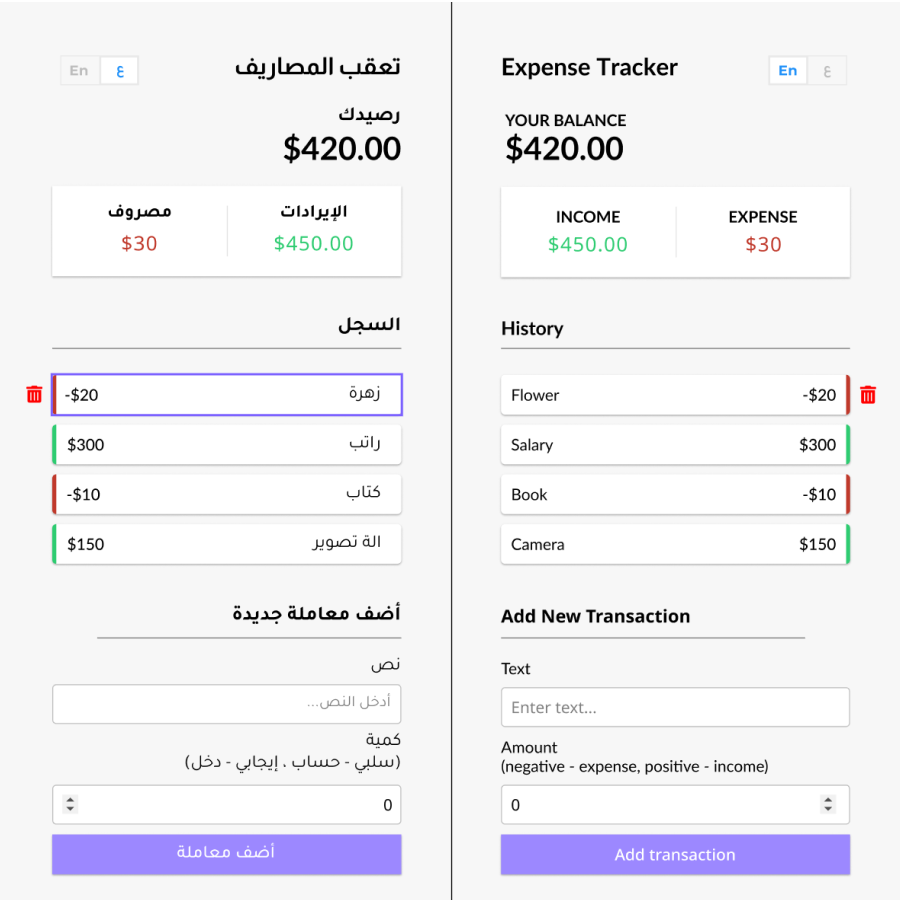 تعقب المصاريف
ع
En
رصيدك
$420.00
الإيرادات
$450.00
مصروف
$30
السجل
زهرة
-$20
راتب
$300
كتاب
-$10
الة تصوير
$150
أضف معاملة جديدة
نص
أدخل النص...
كمية
(سلبي - حساب ، إيجابي - دخل)
0
أضف معاملة
Expense Tracker
En
ع
YOUR BALANCE
$420.00
INCOME
$450.00
EXPENSE
$30
History
Flower
-$20
Salary
$300
Book
-$10
Camera
$150
Add New Transaction
Text
Enter text...
Amount
(negative - expense, positive - income)
0
Add transaction